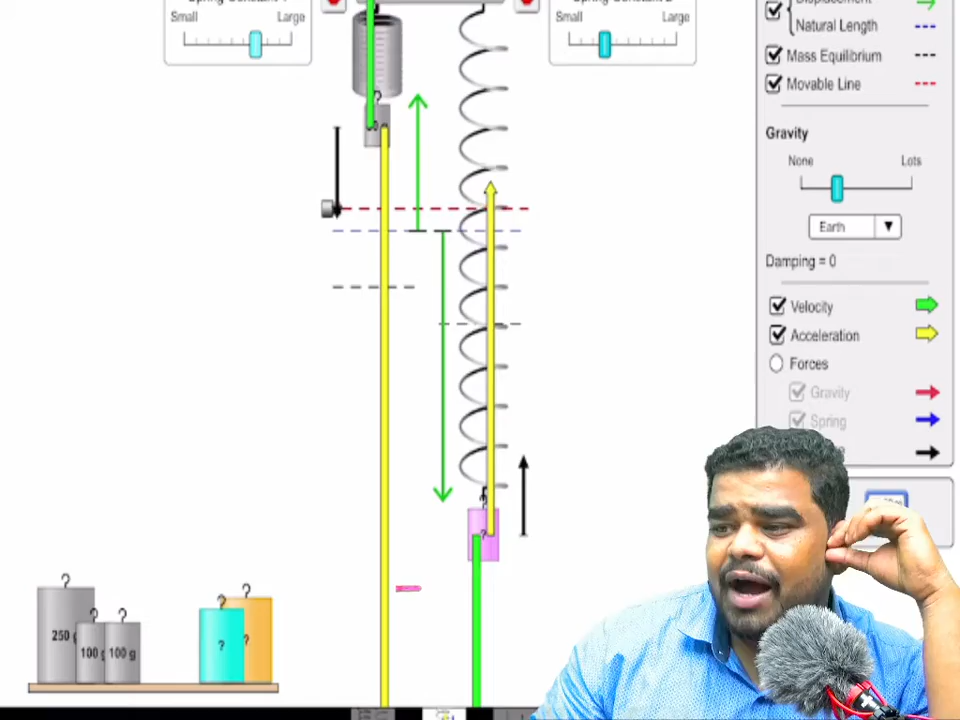 Small Large
Small Large
Displacement
Natural Length
Mass Equilibrium
Movable Line
Gravity
None Lots
Earth
Damping = 0
Velocity
Acceleration
Forces
Gravity
Spring
250 g
100 g
100 g
?
?
?